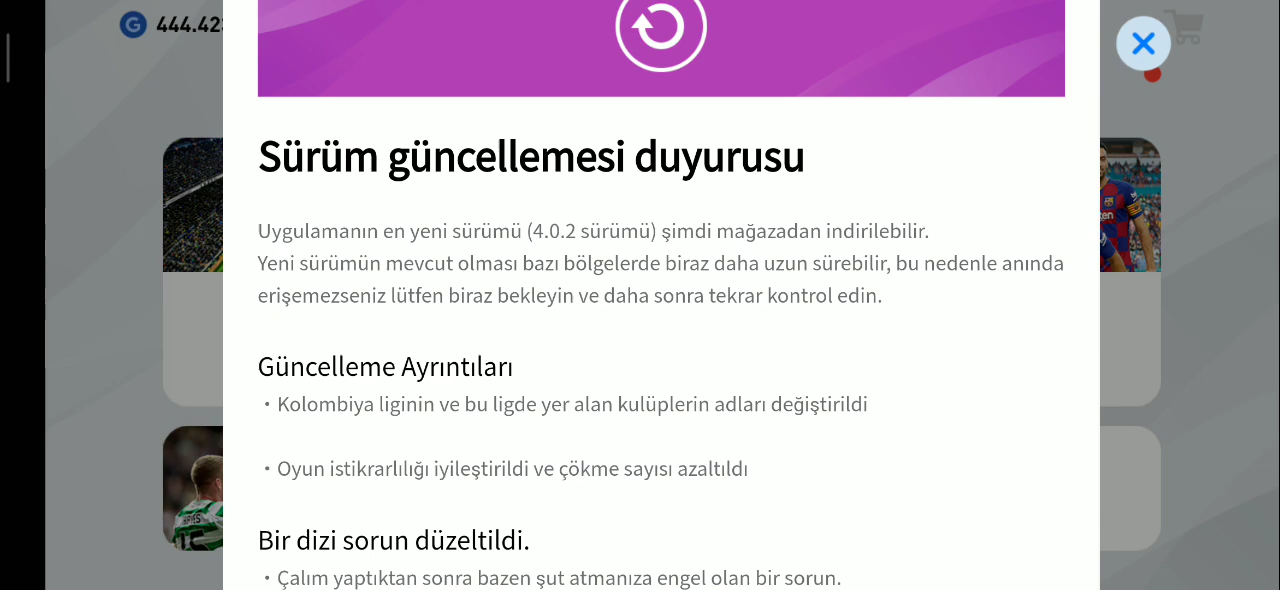 444.42
Sürüm güncellemesi duyurusu
Uygulamanın en yeni sürümü (4.0.2 sürümü) şimdi mağazadan indirilebilir.
Yeni sürümün mevcut olması bazı bölgelerde biraz daha uzun sürebilir, bu nedenle anında
erişemezseniz lütfen biraz bekleyin ve daha sonra tekrar kontrol edin.
Güncelleme Ayrıntıları
・Kolombiya liginin ve bu ligde yer alan kulüplerin adları değiştirildi
・Oyun istikrarlılığı iyileştirildi ve çökme sayısı azaltıldı
Bir dizi sorun düzeltildi.
・Çalım yaptıktan sonra bazen şut atmanıza engel olan bir sorun.